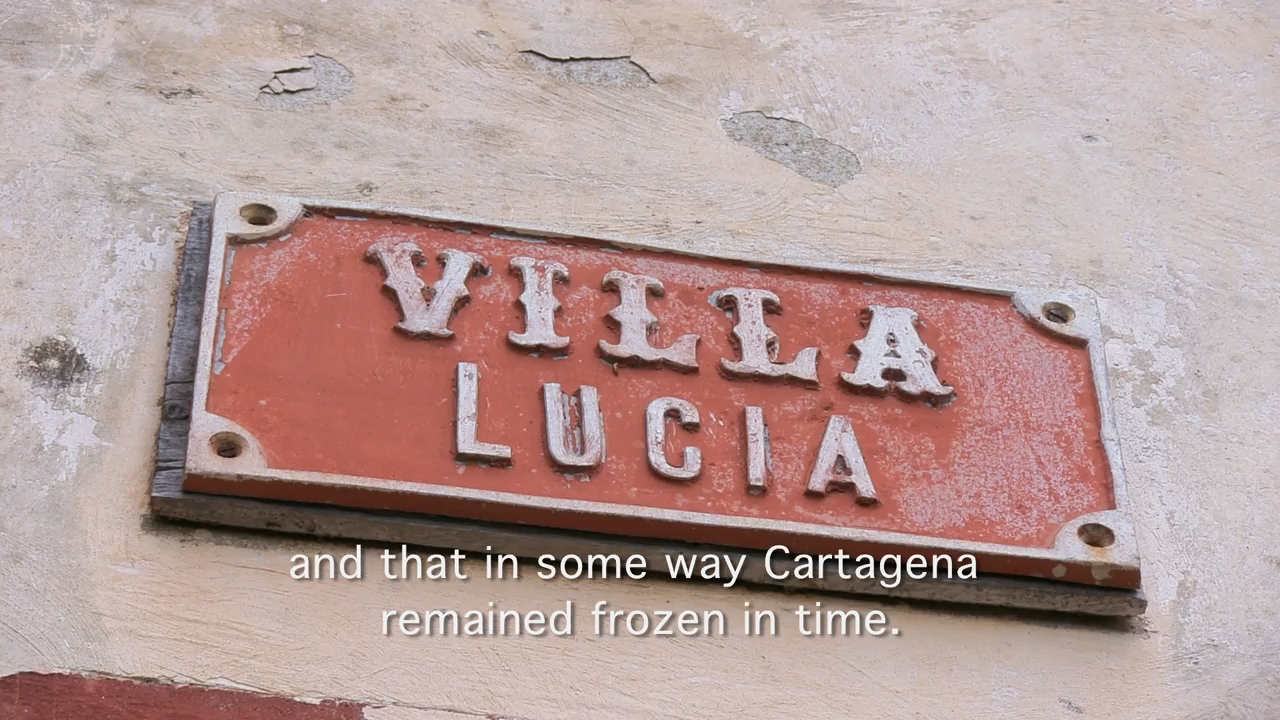 VILLA
LUCIA
and that in some way Cartagena
remained frozen in time.